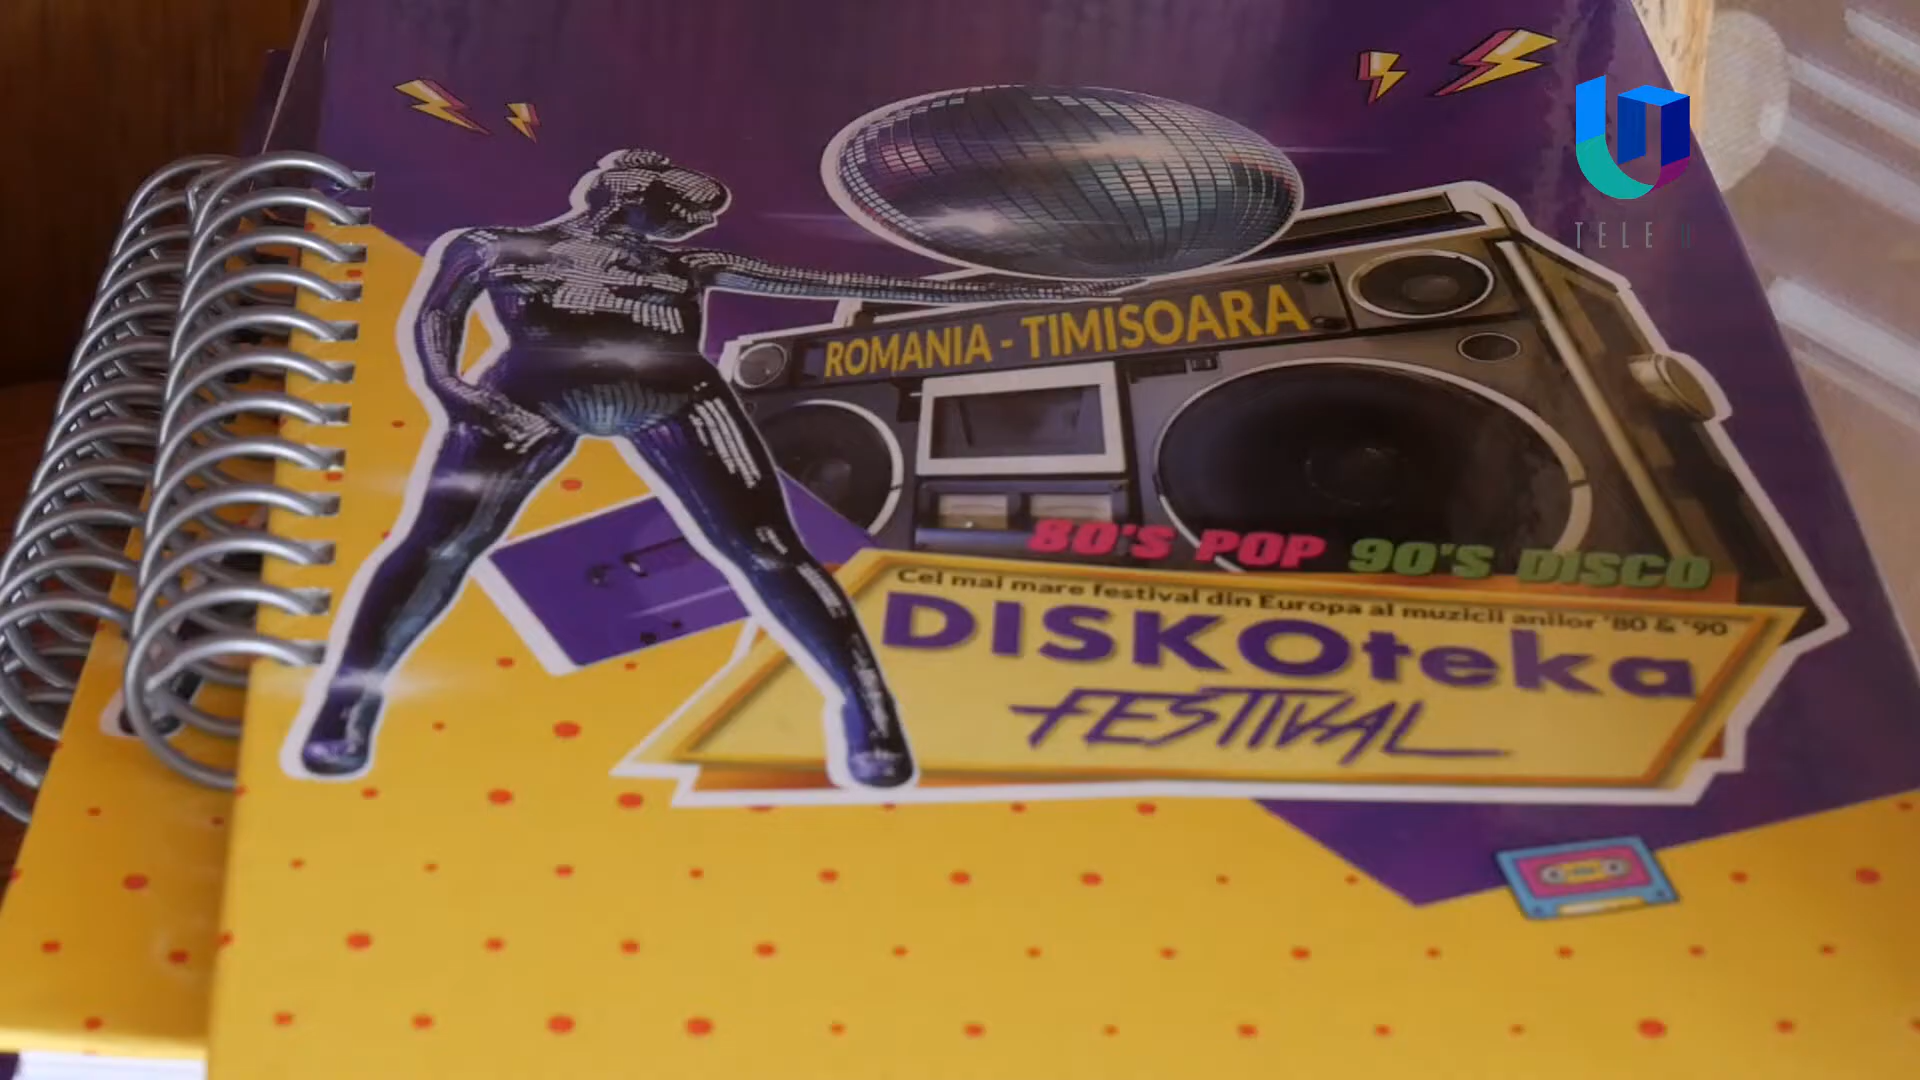 TELE U
ROMANIA - TIMISOARA
80'S POP 90'S DISCO
Cel mai mare festival din Europa al muzicii anilor '80 & '90
DISKOteka
FESTIVAL